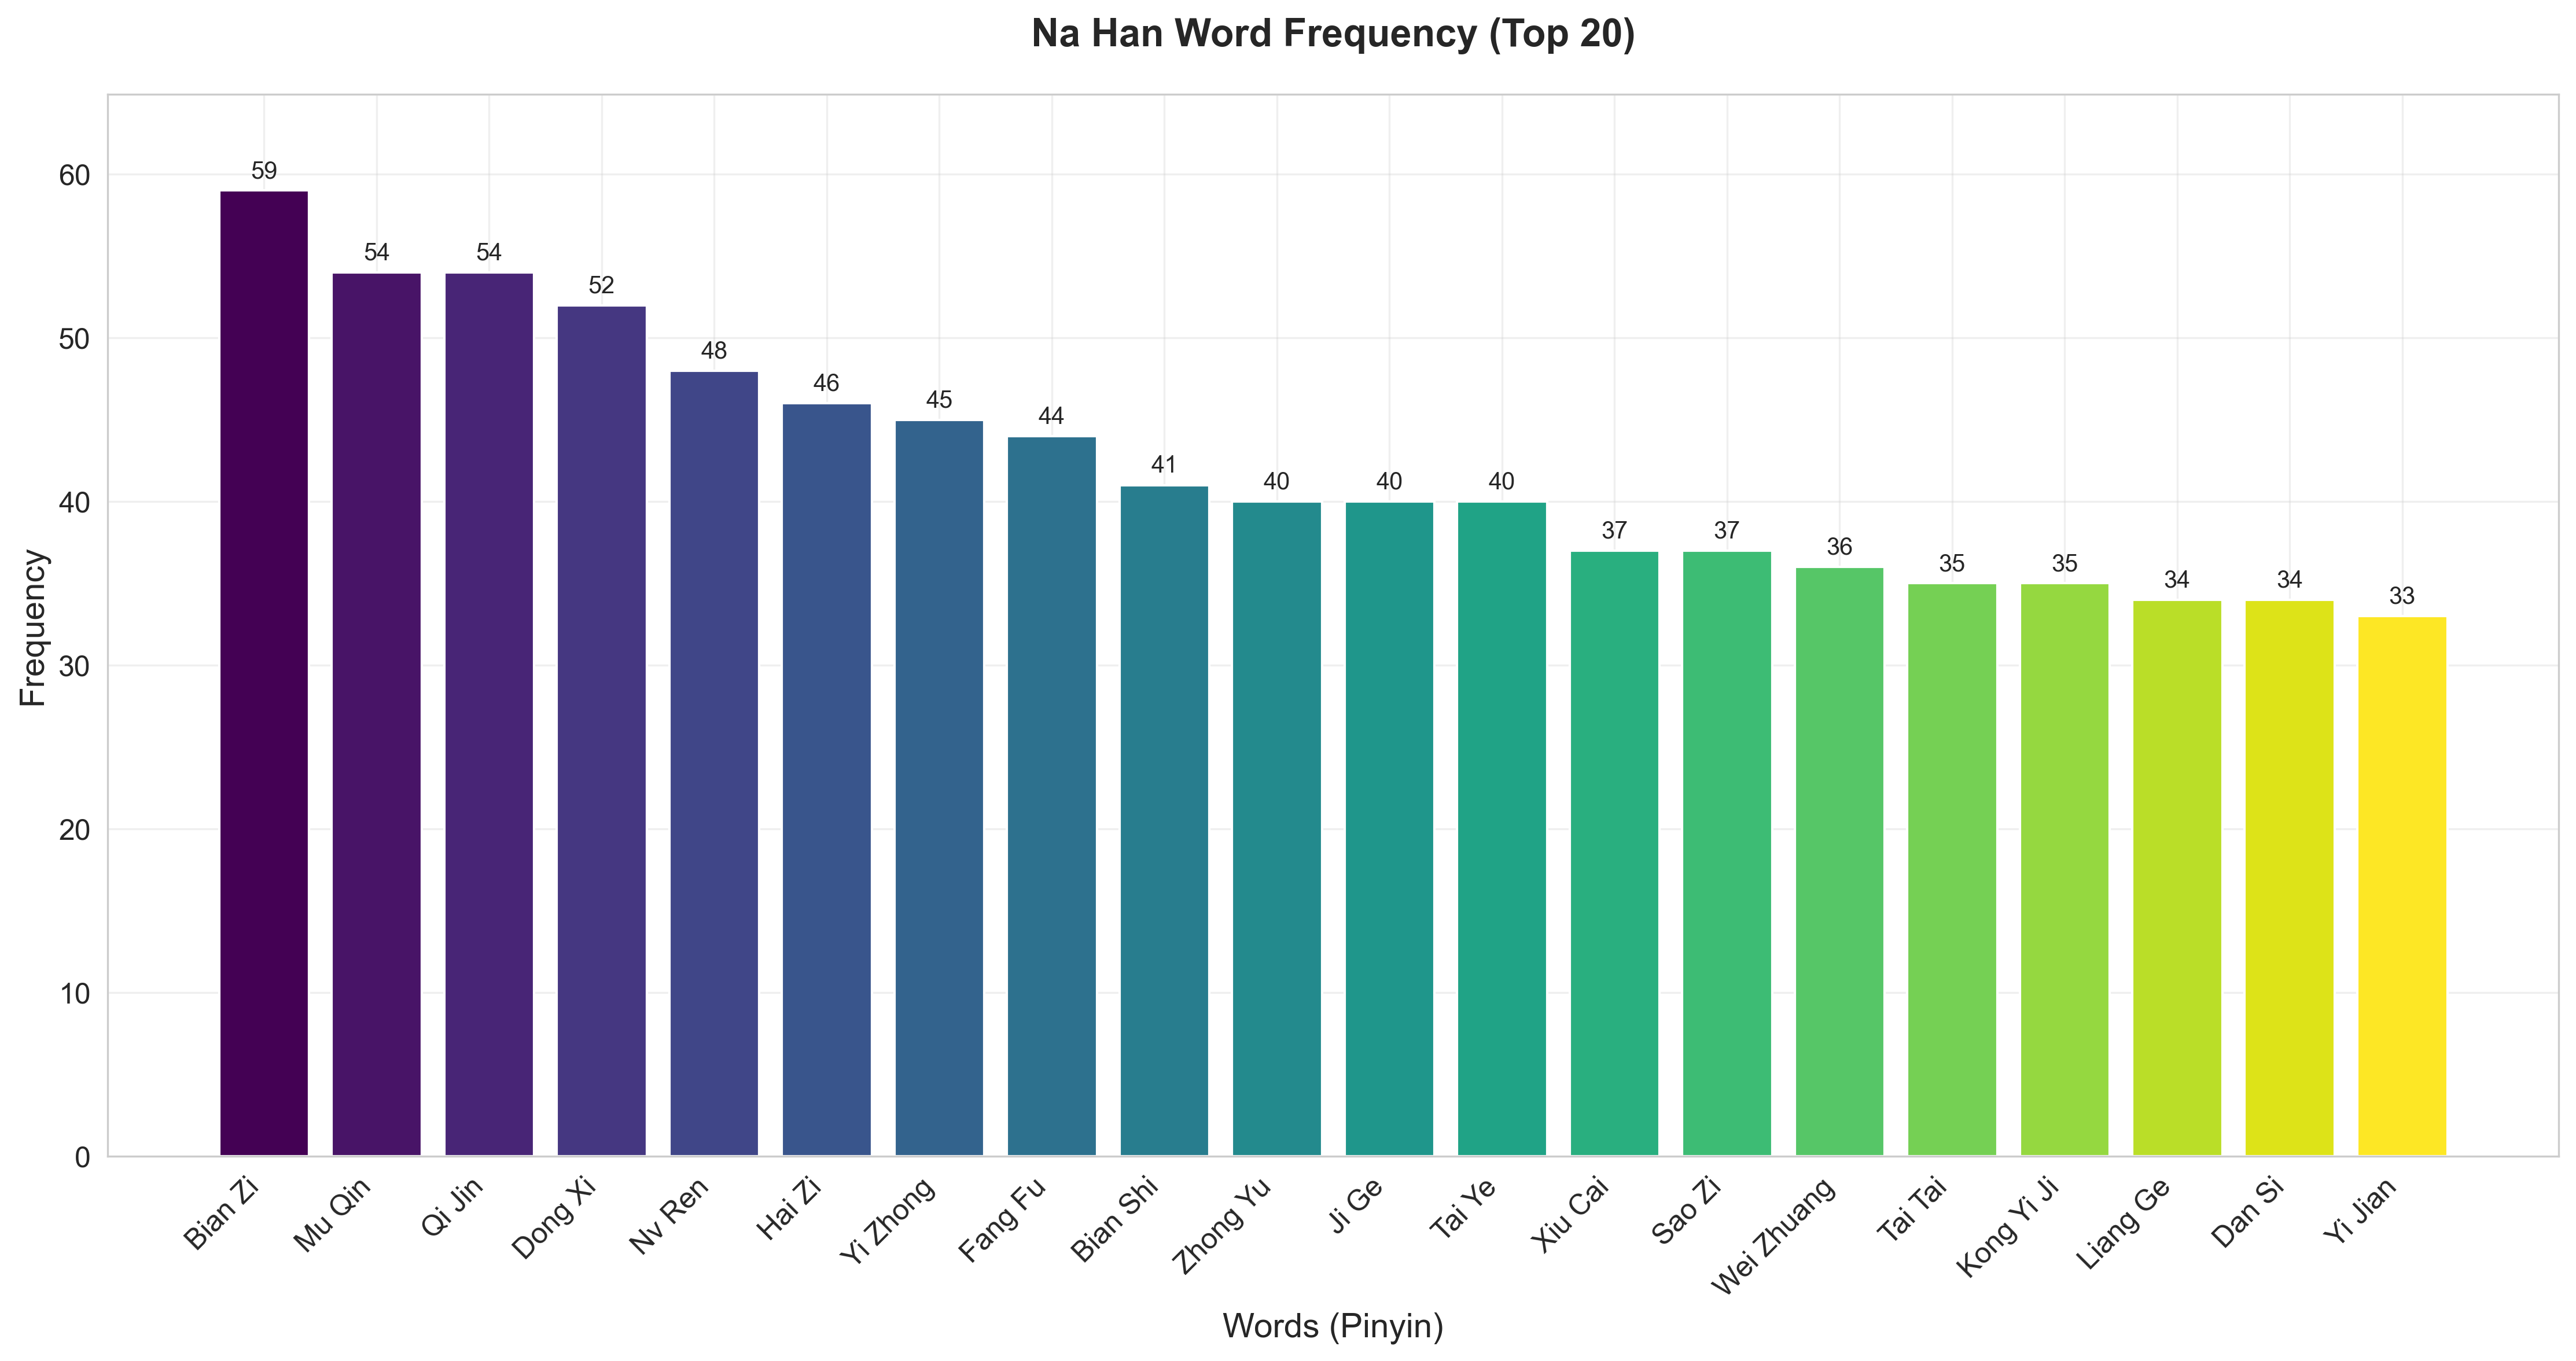 Na Han Word Frequency (Top 20)
Frequency
60
50
40
30
20
10
0
59
54
54
52
48
46
45
44
41
40
40
40
37
37
36
35
35
34
34
33
Bian Zi
Mu Qin
Qi Jin
Dong Xi
Nv Ren
Hai Zi
Yi Zhong
Fang Fu
Bian Shi
Zhong Yu
Ji Ge
Tai Ye
Xiu Cai
Sao Zi
Wei Zhuang
Tai Tai
Kong Yi Ji
Liang Ge
Dan Si
Yi Jian
Words (Pinyin)